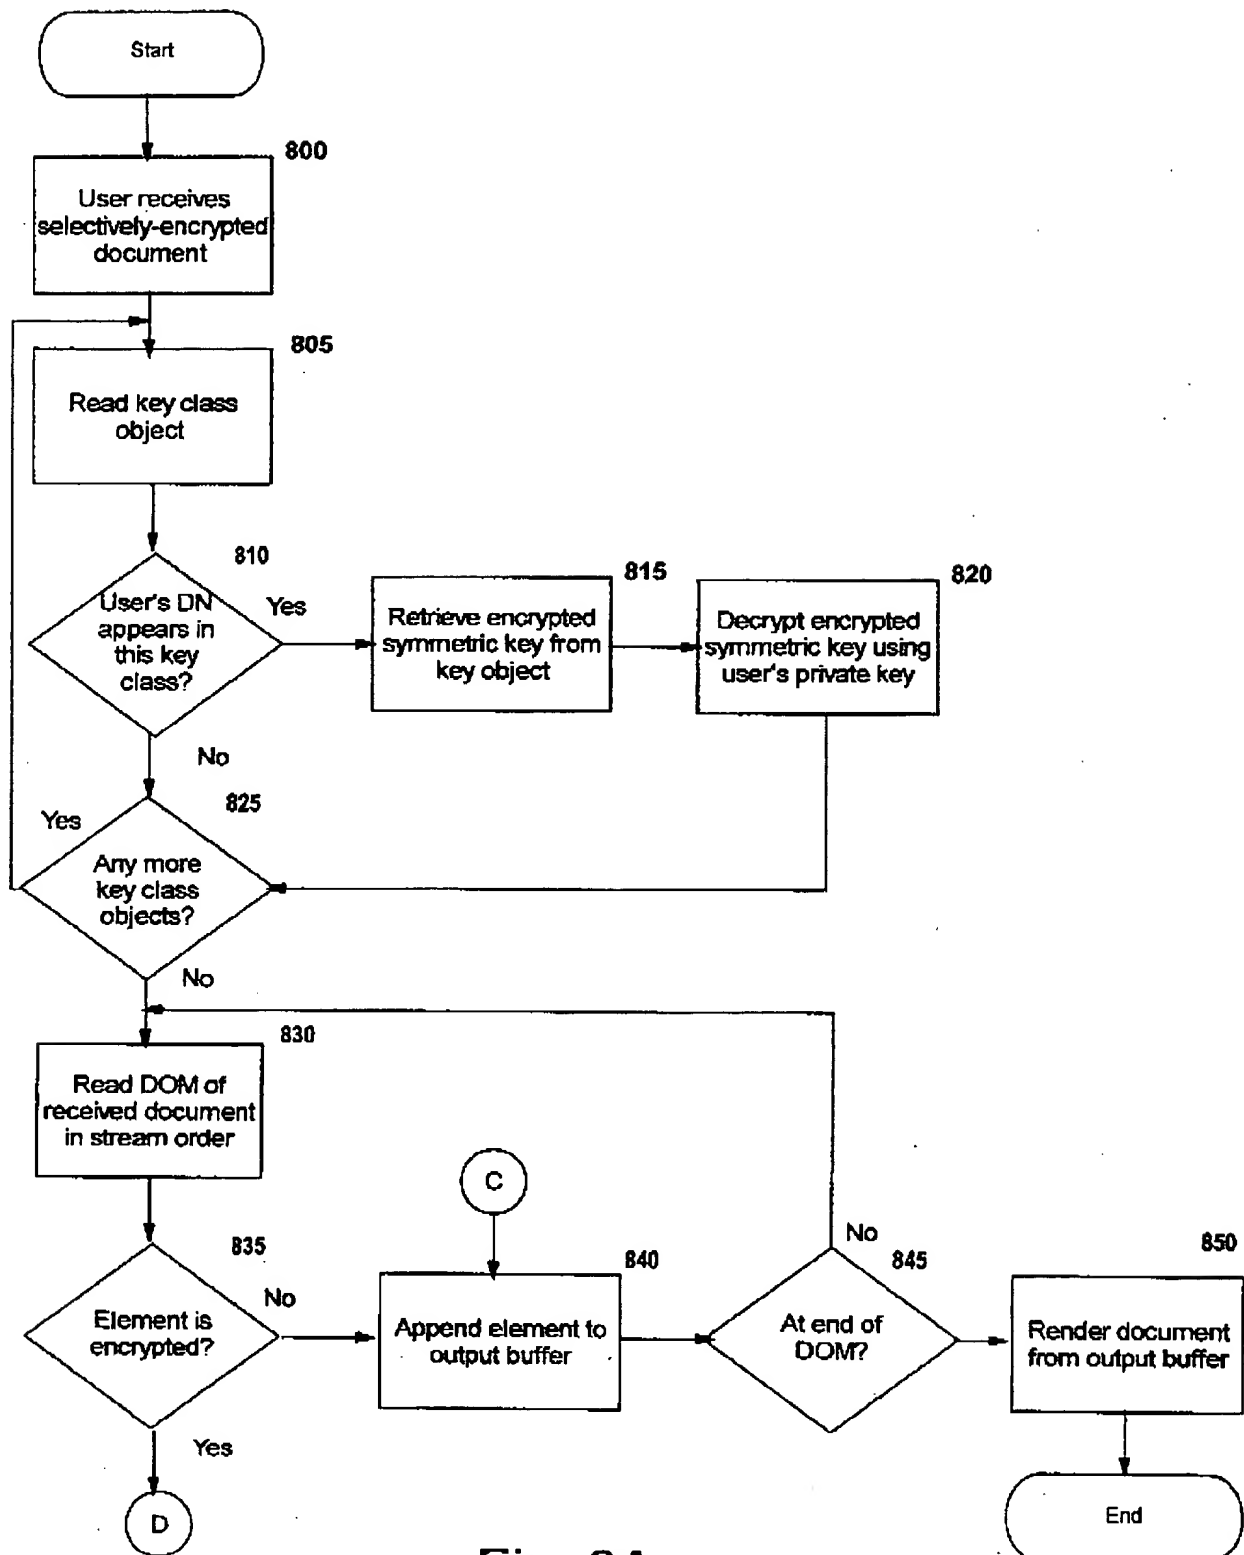 Start
800
User receives
selectively-encrypted
document
805
Read key class
object
810
User's DN
appears in
this key
class?
Yes
815
Retrieve encrypted
symmetric key from
key object
820
Decrypt encrypted
symmetric key using
user's private key
No
825
Yes
Any more
key class
objects?
No
830
Read DOM of
received document
in stream order
C
835
Element is
encrypted?
No
840
Append element to
output buffer
No
845
At end of
DOM?
850
Render document
from output buffer
Yes
D
End